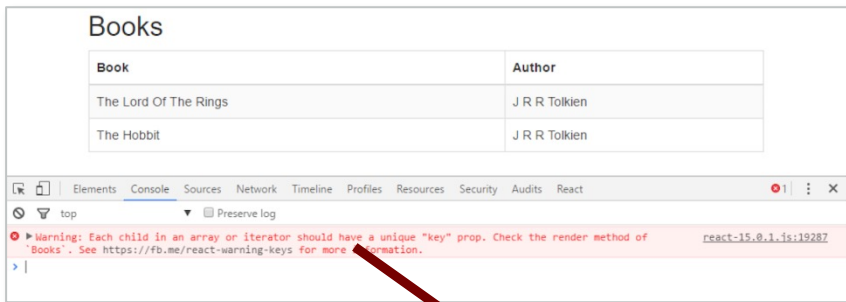 Books
Book Author
The Lord Of The Rings J R R Tolkien
The Hobbit J R R Tolkien
Elements Console Sources Network Timeline Profiles Resources Security Audits React 1
top Preserve log
Warning: Each child in an array or iterator should have a unique "key" prop. Check the render method of react-15.0.1.js:19287
`Books`. See https://fb.me/react-warning-keys for more information.